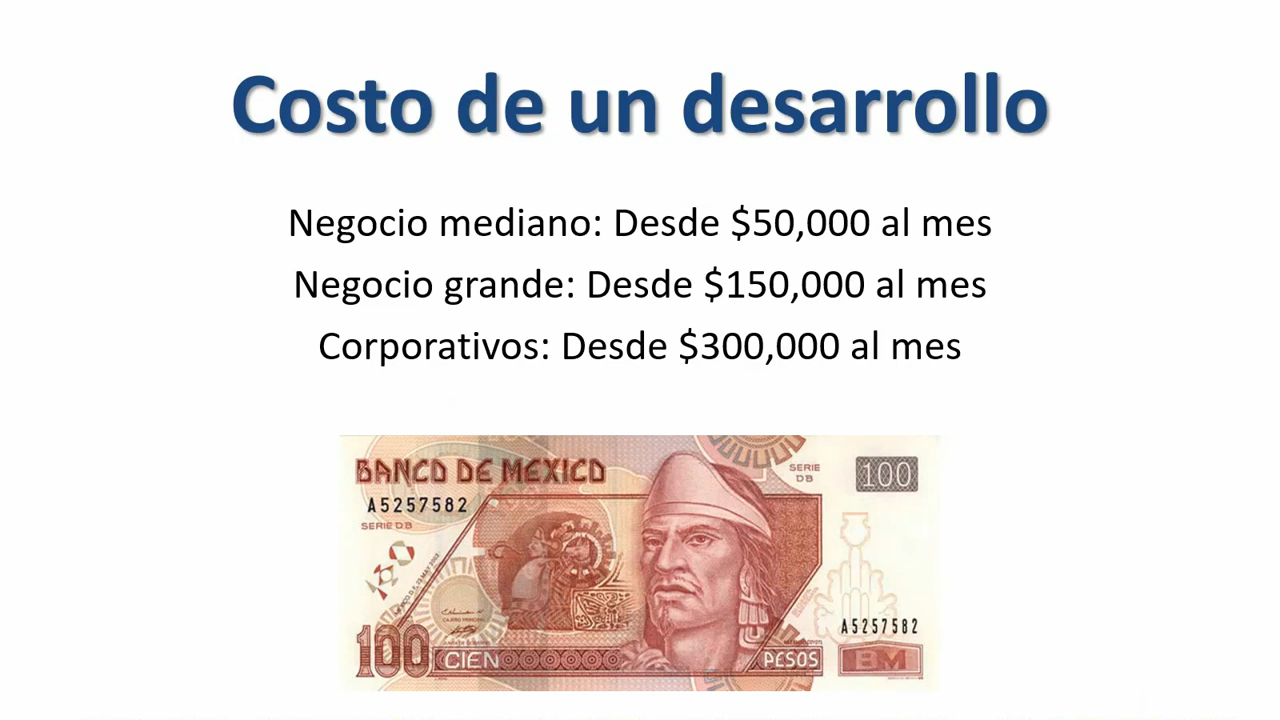 Costo de un desarrollo
Negocio mediano: Desde $50,000 al mes
Negocio grande: Desde $150,000 al mes
Corporativos: Desde $300,000 al mes
BANCO DE MEXICO
SERIE
DB
100
A5257582
SERIE DB
100
A5257582
100 CIEN
PESOS
BM